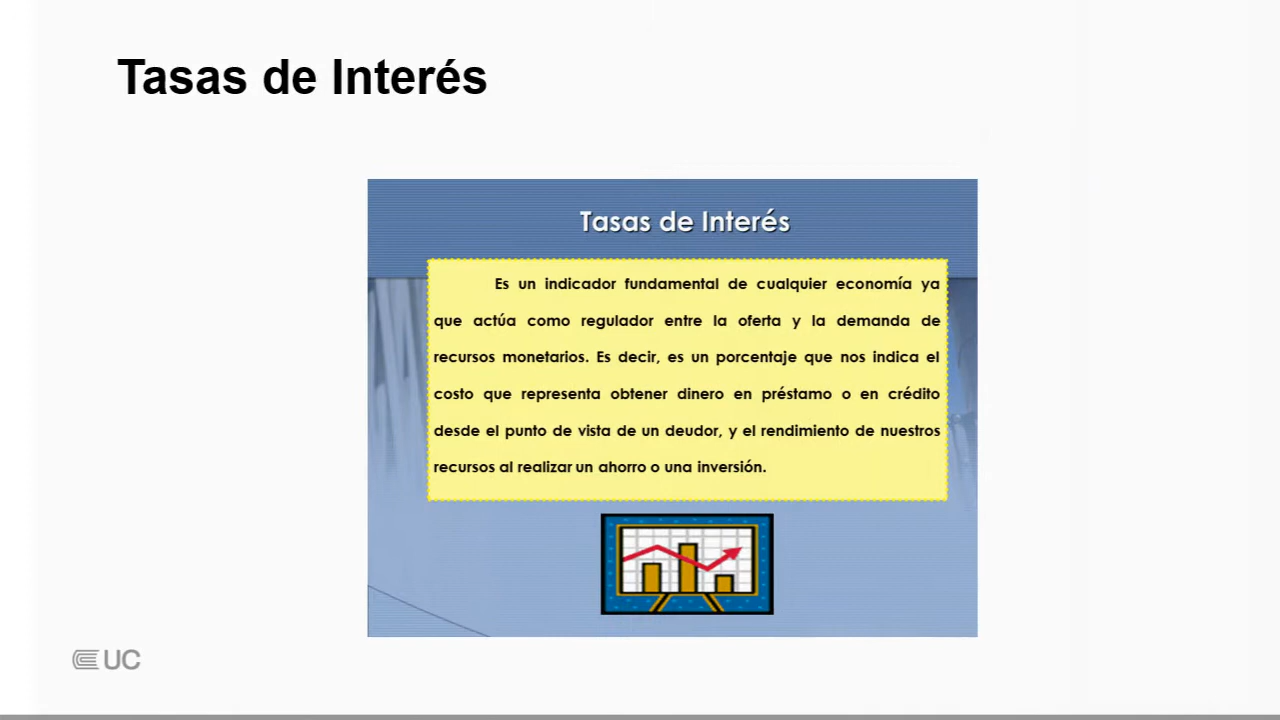 Tasas de Interés
Tasas de Interés
Es un indicador fundamental de cualquier economía ya
que actúa como regulador entre la oferta y la demanda de
recursos monetarios. Es decir, es un porcentaje que nos indica el
costo que representa obtener dinero en préstamo o en crédito
desde el punto de vista de un deudor, y el rendimiento de nuestros
recursos al realizar un ahorro o una inversión.
UC